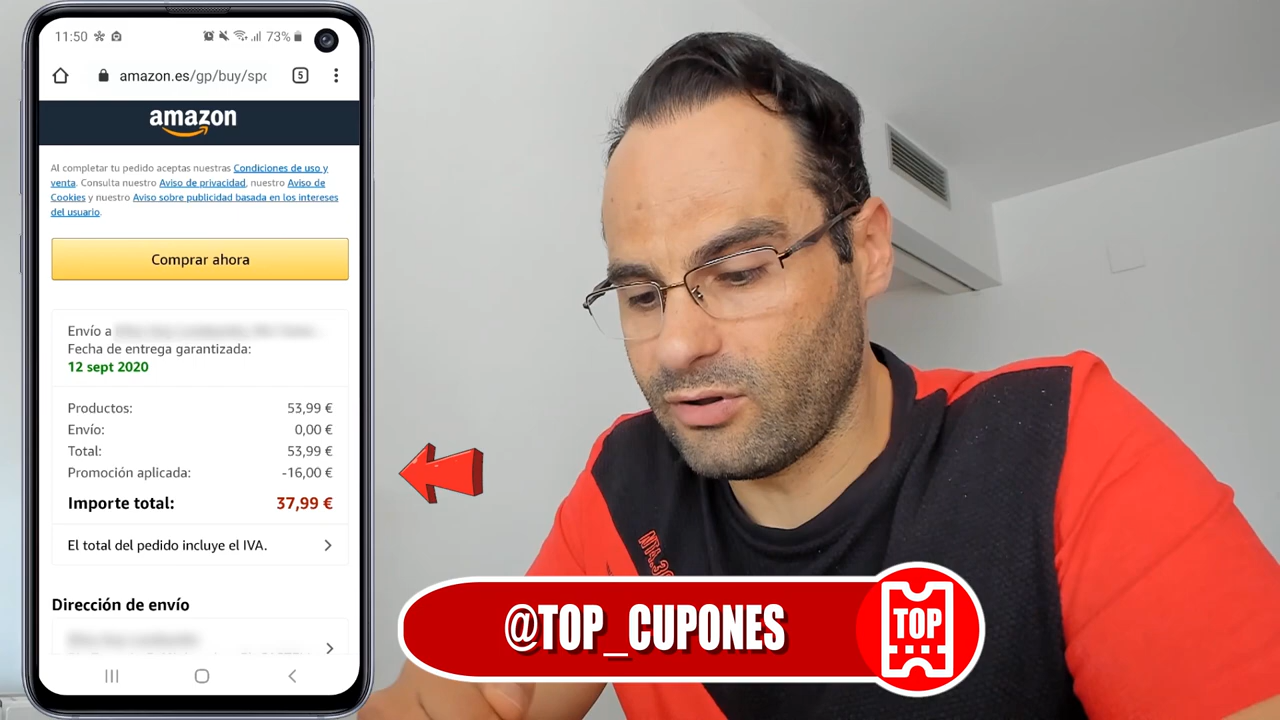 11:50
73%
amazon.es/gp/buy/spc
5
amazon
Al completar tu pedido aceptas nuestras Condiciones de uso y
venta. Consulta nuestro Aviso de privacidad, nuestro Aviso de
Cookies y nuestro Aviso sobre publicidad basada en los intereses
del usuario.
Comprar ahora
Envío a
Fecha de entrega garantizada:
12 sept 2020
Productos: 53,99 €
Envío: 0,00 €
Total: 53,99 €
Promoción aplicada: -16,00 €
Importe total: 37,99 €
El total del pedido incluye el IVA.
Dirección de envío
@TOP_CUPONES
TOP